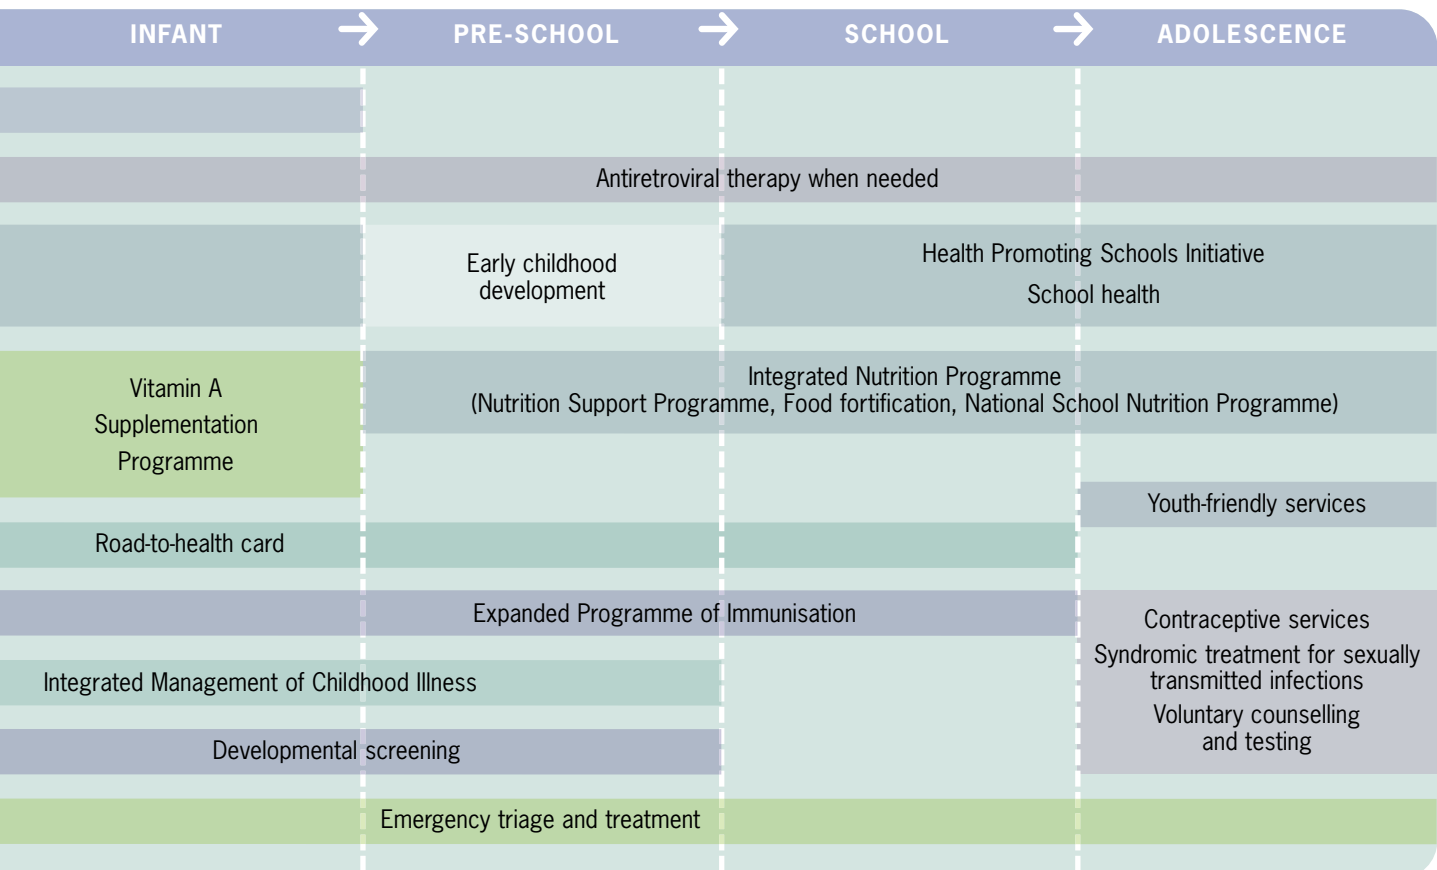 INFANT
PRE-SCHOOL
SCHOOL
ADOLESCENCE
Antiretroviral therapy when needed
Early childhood
development
Health Promoting Schools Initiative
School health
Vitamin A
Supplementation
Programme
Integrated Nutrition Programme
(Nutrition Support Programme, Food fortification, National School Nutrition Programme)
Youth-friendly services
Road-to-health card
Expanded Programme of Immunisation
Contraceptive services
Syndromic treatment for sexually
transmitted infections
Voluntary counselling
and testing
Integrated Management of Childhood Illness
Developmental screening
Emergency triage and treatment